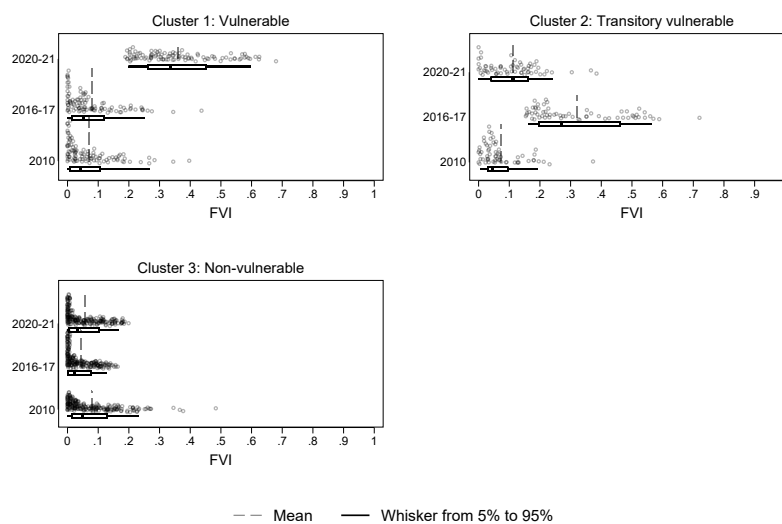 Cluster 1: Vulnerable
2020-21
2016-17
2010
0 .1 .2 .3 .4 .5 .6 .7 .8 .9 1
FVI
Cluster 2: Transitory vulnerable
2020-21
2016-17
2010
0 .1 .2 .3 .4 .5 .6 .7 .8 .9
FVI
Cluster 3: Non-vulnerable
2020-21
2016-17
2010
0 .1 .2 .3 .4 .5 .6 .7 .8 .9 1
FVI
Mean Whisker from 5% to 95%